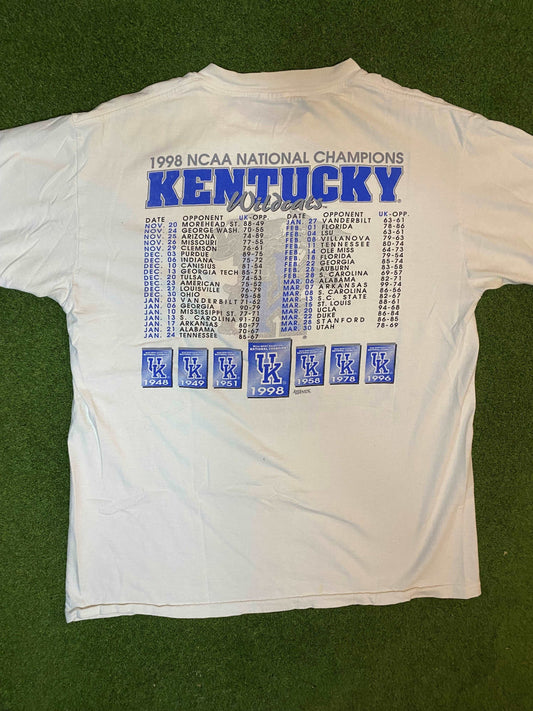 1998 NCAA NATIONAL CHAMPIONS
KENTUCKY
Wildcats
DATE OPPONENT UK-OPP.
NOV. 20 MOREHEAD ST. 88-49
NOV. 24 GEORGE WASH. 70-55
NOV. 25 ARIZONA 74-89
NOV. 26 MISSOURI 77-55
NOV. 29 CLEMSON 76-61
DEC. 03 PURDUE 89-75
DEC. 06 INDIANA 75-72
DEC. 10 CANISIUS 81-54
DEC. 13 GEORGIA TECH 85-71
DEC. 20 TULSA 74-53
DEC. 23 AMERICAN 75-52
DEC. 27 LOUISVILLE 76-79
DEC. 30 OHIO 95-58
JAN. 03 VANDERBILT 71-62
JAN. 06 GEORGIA 90-79
JAN. 10 MISSISSIPPI ST. 77-71
JAN. 13 S. CAROLINA 91-70
JAN. 17 ARKANSAS 80-77
JAN. 21 ALABAMA 70-67
JAN. 24 TENNESSEE 85-67
DATE OPPONENT UK-OPP.
JAN. 27 VANDERBILT 63-61
FEB. 01 FLORIDA 78-86
FEB. 04 LSU 63-61
FEB. 08 VILLANOVA 79-63
FEB. 11 TENNESSEE 80-74
FEB. 14 OLE MISS 64-73
FEB. FLORIDA 79-54
FEB. GEORGIA 85-74
FEB. AUBURN 83-58
FEB. 28 S. CAROLINA 69-57
MAR. 06 ALABAMA 82-71
MAR. 07 ARKANSAS 99-74
MAR. 08 S. CAROLINA 86-56
MAR. 13 S.C. STATE 82-67
MAR. 15 ST. LOUIS 88-61
MAR. 20 UCLA 94-68
MAR. 22 DUKE 86-84
MAR. 28 STANFORD 86-85
MAR. 30 UTAH 78-69
UK 1948
UK 1949
UK 1951
NATIONAL CHAMPIONS
UK 1998
UK 1958
UK 1978
UK 1996